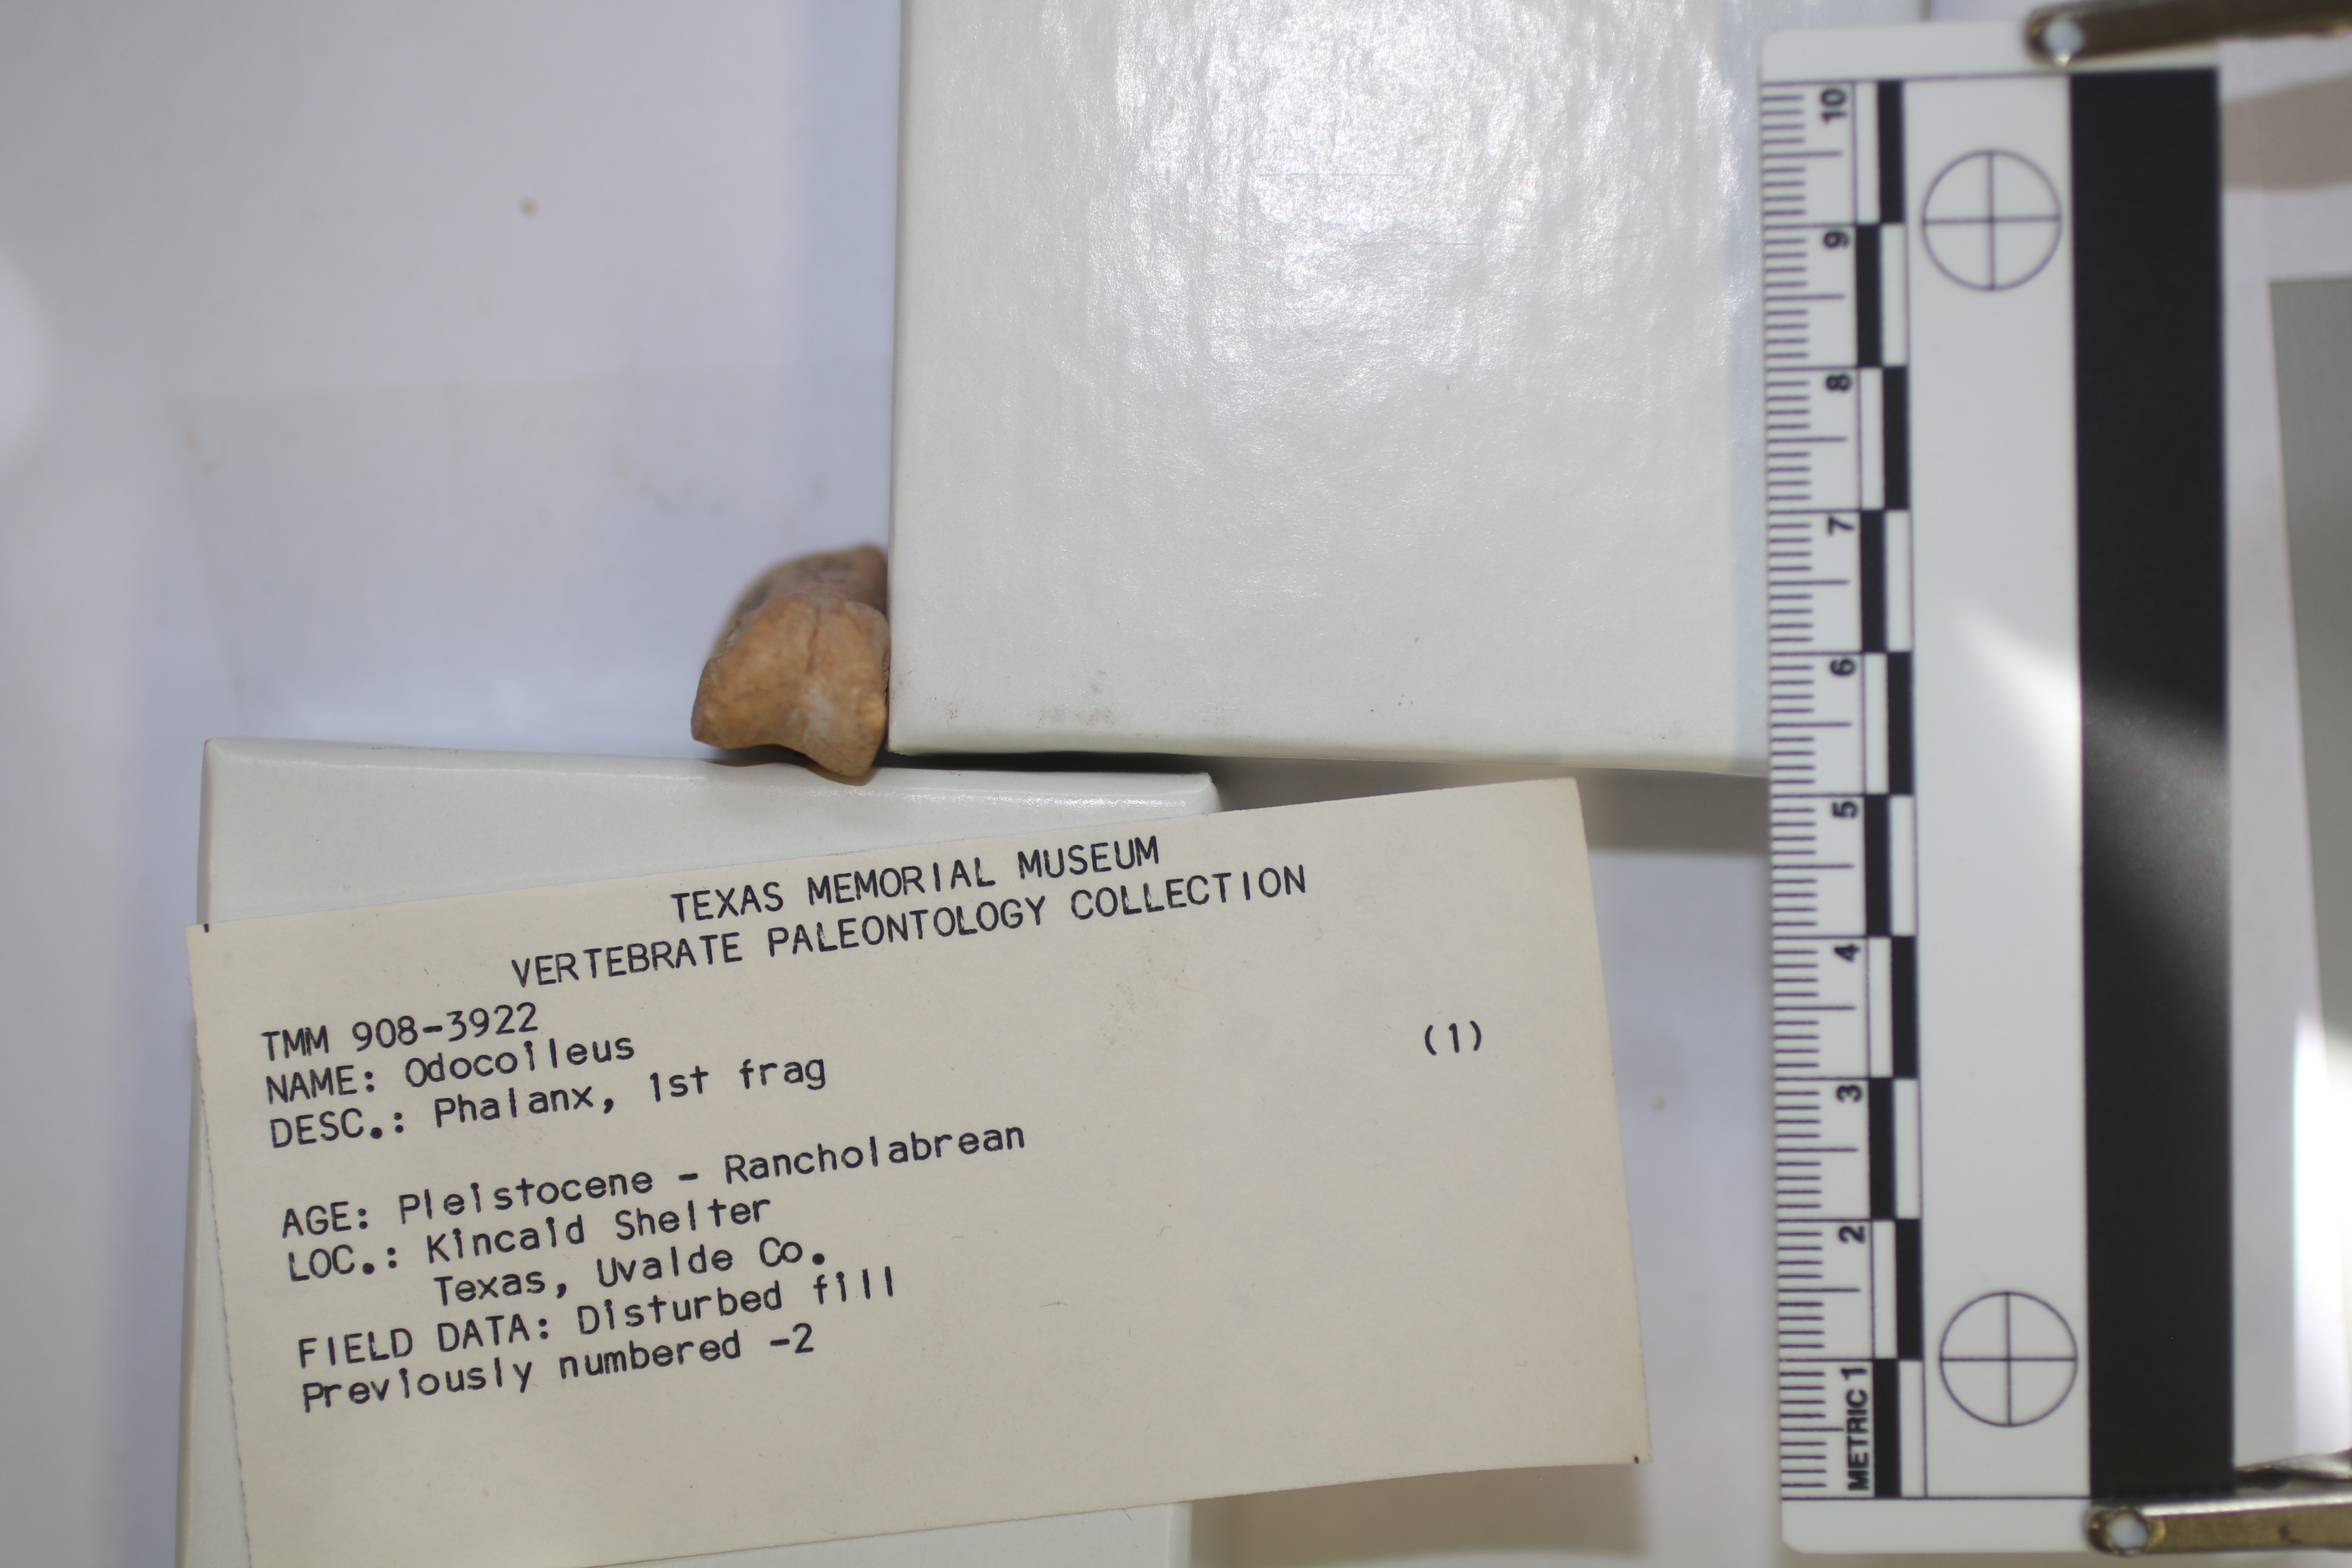 TEXAS MEMORIAL MUSEUM
VERTEBRATE PALEONTOLOGY COLLECTION
TMM 908-3922
NAME: Odocoileus
DESC.: Phalanx, 1st frag (1)
AGE: Pleistocene - Rancholabrean
LOC.: Kincaid Shelter
Texas, Uvalde Co.
FIELD DATA: Disturbed fill
Previously numbered -2
METRIC 1 2 3 4 5 6 7 8 9 10